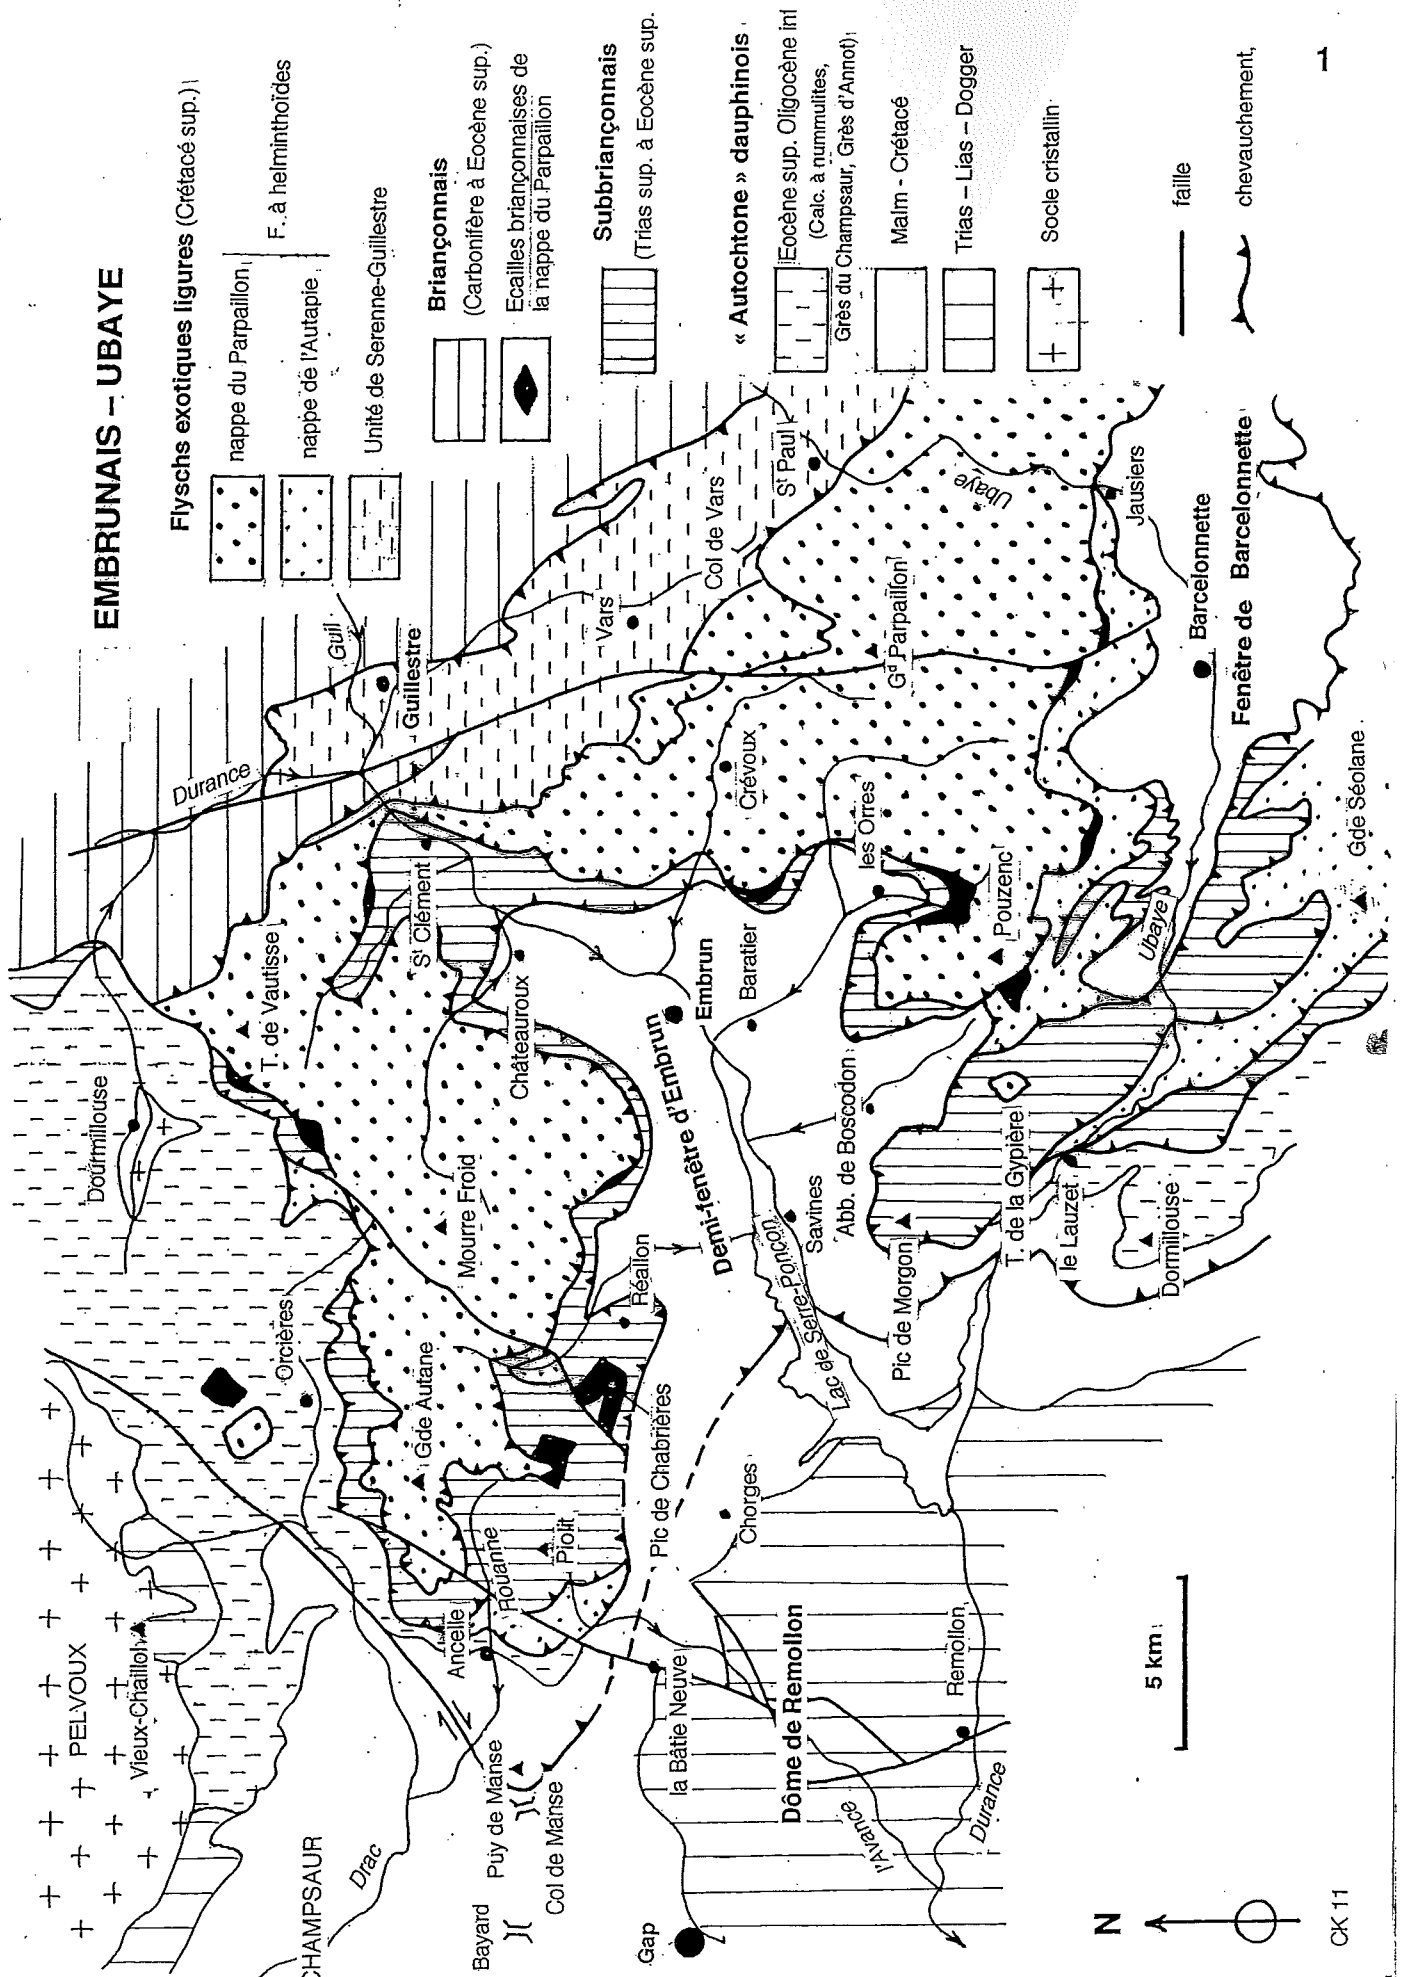 EMBRUNAIS – UBAYE
Flyschs exotiques ligures (Crétacé sup.)
nappe du Parpaillon
nappe de l'Autapie
F. à helminthoïdes
Unité de Serenne-Guillestre
Briançonnais
(Carbonifère à Eocène sup.)
Ecailles briançonnaises de
la nappe du Parpaillon
Subbriançonnais
(Trias sup. à Eocène sup.
« Autochtone » dauphinois
Eocène sup. Oligocène inf
(Calc. à nummulites,
Grès du Champsaur, Grès d'Annot)
Malm - Crétacé
Trias – Lias – Dogger
Socle cristallin
faille
chevauchement,
1
PELVOUX
Vieux-Chaillol
CHAMPSAUR
Drac
Bayard
Puy de Manse
Col de Manse
Gap
Ancelle
Rouanne
Piolit
la Bâtie Neuve
Dôme de Remollon
Remollon
l'Avance
Durance
Chorges
Pic de Chabrières
Orcières
Gde Autane
Mourre Froid
Réallon
Dourmillouse
T. de Vautisse
Châteauroux
St Clément
Durance
Guil
Guillestre
Vars
Col de Vars
St Paul
Ubaye
Jausiers
Barcelonnette
Fenêtre de Barcelonnette
Gd Parpaillon
Crévoux
les Orres
Pouzenc
Embrun
Baratier
Demi-fenêtre d'Embrun
Savines
Abb. de Boscodon
Lac de Serre-Ponçon
Pic de Morgon
T. de la Gypière
le Lauzet
Dormillouse
Ubaye
Gde Séolane
5 km
N
CK 11